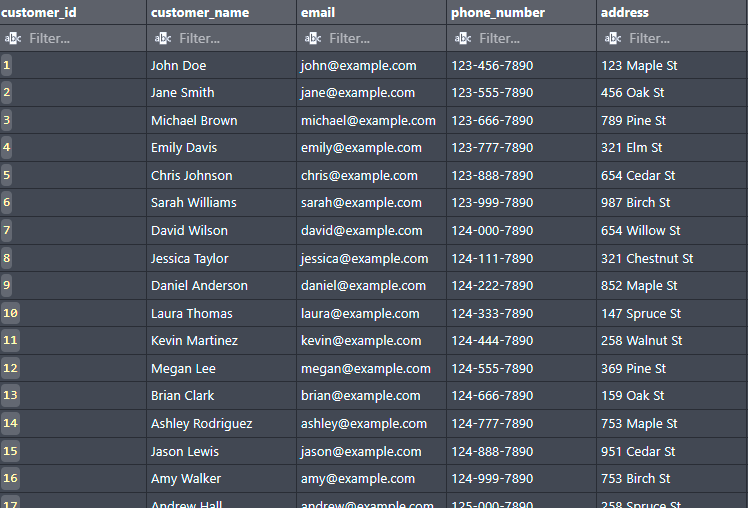 customer_id customer_name email phone_number address
abc Filter... abc Filter... abc Filter... abc Filter... abc Filter...
1 John Doe john@example.com 123-456-7890 123 Maple St
2 Jane Smith jane@example.com 123-555-7890 456 Oak St
3 Michael Brown michael@example.com 123-666-7890 789 Pine St
4 Emily Davis emily@example.com 123-777-7890 321 Elm St
5 Chris Johnson chris@example.com 123-888-7890 654 Cedar St
6 Sarah Williams sarah@example.com 123-999-7890 987 Birch St
7 David Wilson david@example.com 124-000-7890 654 Willow St
8 Jessica Taylor jessica@example.com 124-111-7890 321 Chestnut St
9 Daniel Anderson daniel@example.com 124-222-7890 852 Maple St
10 Laura Thomas laura@example.com 124-333-7890 147 Spruce St
11 Kevin Martinez kevin@example.com 124-444-7890 258 Walnut St
12 Megan Lee megan@example.com 124-555-7890 369 Pine St
13 Brian Clark brian@example.com 124-666-7890 159 Oak St
14 Ashley Rodriguez ashley@example.com 124-777-7890 753 Maple St
15 Jason Lewis jason@example.com 124-888-7890 951 Cedar St
16 Amy Walker amy@example.com 124-999-7890 753 Birch St
17 Andrew Hall andrew@example.com 125-000-7890 258 Spruce St